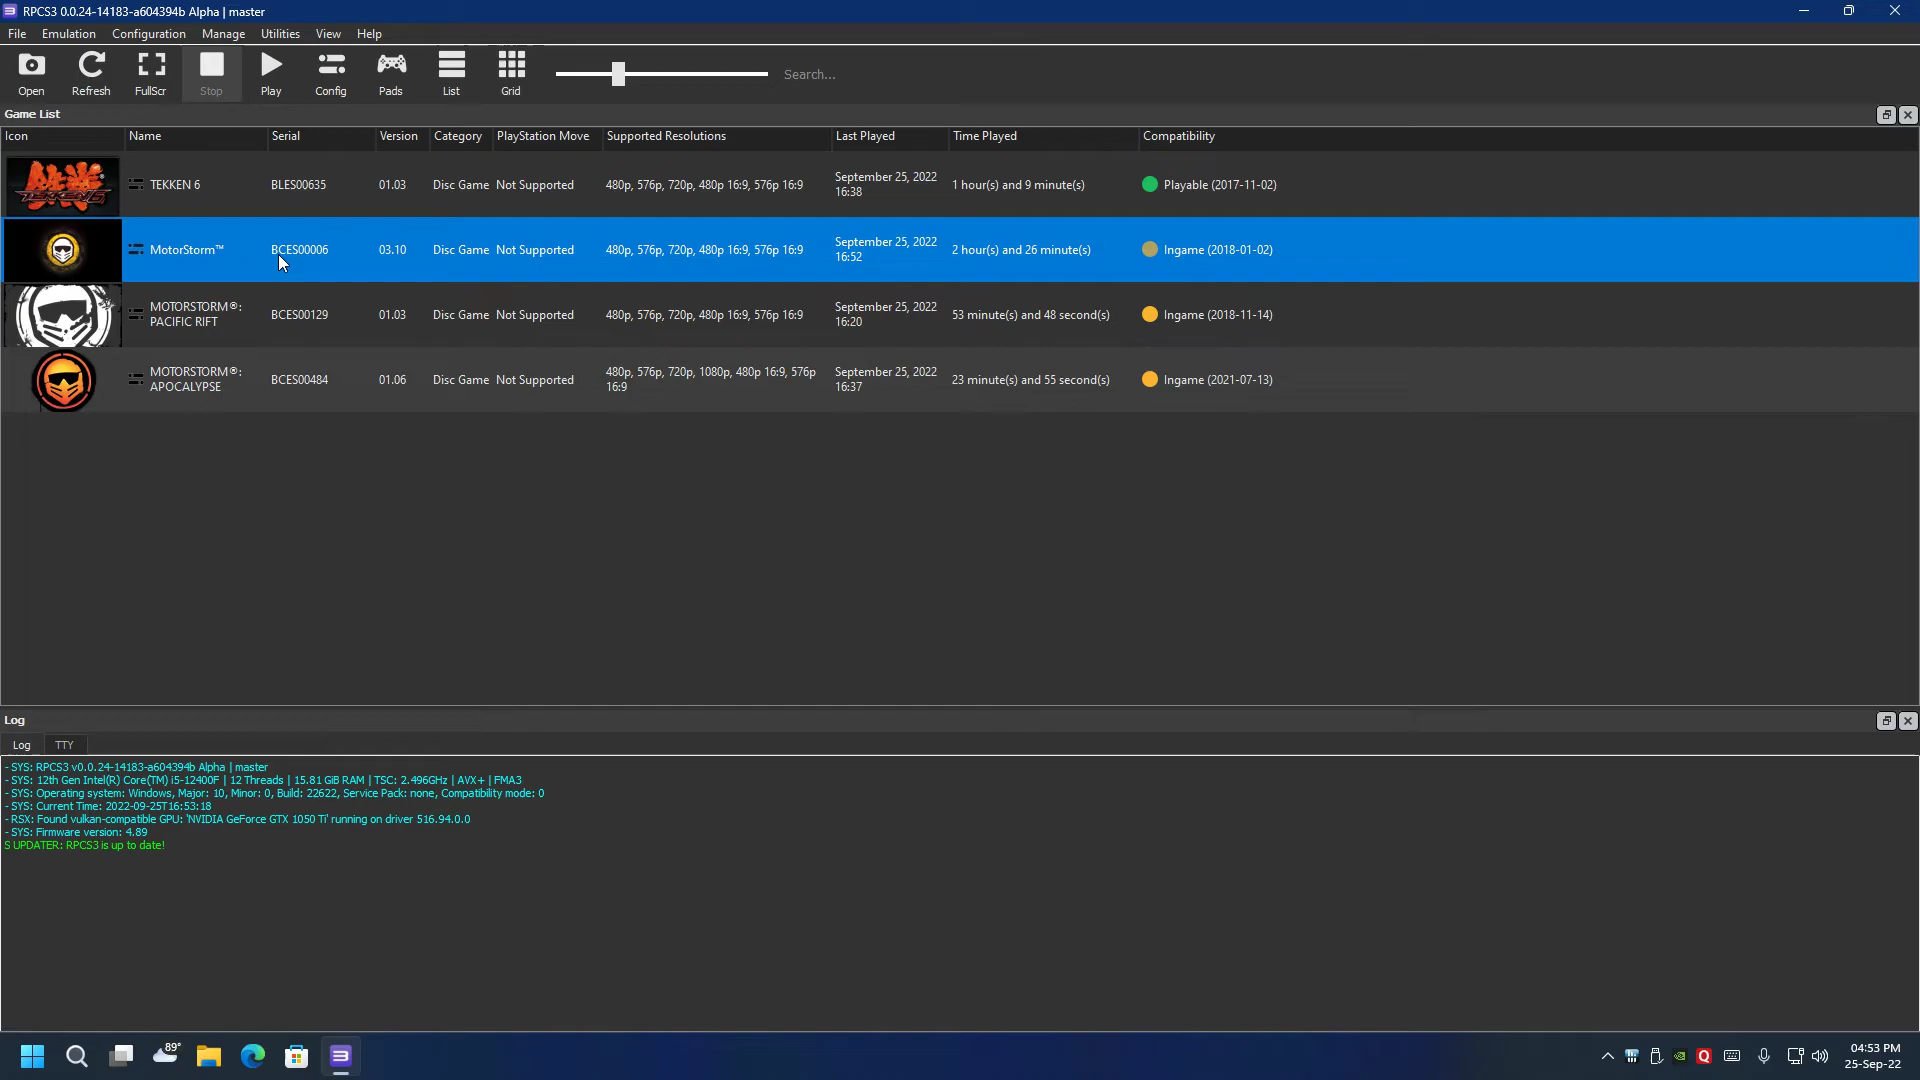 RPCS3 0.0.24-14183-a604394b Alpha | master
File Emulation Configuration Manage Utilities View Help
Open Refresh FullScr Stop Play Config Pads List Grid Search...
Game List
Icon Name Serial Version Category PlayStation Move Supported Resolutions Last Played Time Played Compatibility
TEKKEN 6 BLES00635 01.03 Disc Game Not Supported 480p, 576p, 720p, 480p 16:9, 576p 16:9 September 25, 2022 1 hour(s) and 9 minute(s) Playable (2017-11-02)
16:38
MotorStorm™ BCES00006 03.10 Disc Game Not Supported 480p, 576p, 720p, 480p 16:9, 576p 16:9 September 25, 2022 2 hour(s) and 26 minute(s) Ingame (2018-01-02)
16:52
MOTORSTORM®: BCES00129 01.03 Disc Game Not Supported 480p, 576p, 720p, 480p 16:9, 576p 16:9 September 25, 2022 53 minute(s) and 48 second(s) Ingame (2018-11-14)
PACIFIC RIFT 16:20
MOTORSTORM®: BCES00484 01.06 Disc Game Not Supported 480p, 576p, 720p, 1080p, 480p 16:9, 576p September 25, 2022 23 minute(s) and 55 second(s) Ingame (2021-07-13)
APOCALYPSE 16:9 16:37
Log
Log TTY
- SYS: RPCS3 v0.0.24-14183-a604394b Alpha | master
- SYS: 12th Gen Intel(R) Core(TM) i5-12400F | 12 Threads | 15.81 GiB RAM | TSC: 2.496GHz | AVX+ | FMA3
- SYS: Operating system: Windows, Major: 10, Minor: 0, Build: 22622, Service Pack: none, Compatibility mode: 0
- SYS: Current Time: 2022-09-25T16:53:18
- RSX: Found vulkan-compatible GPU: 'NVIDIA GeForce GTX 1050 Ti' running on driver 516.94.0.0
- SYS: Firmware version: 4.89
S UPDATER: RPCS3 is up to date!
89°
04:53 PM
25-Sep-22